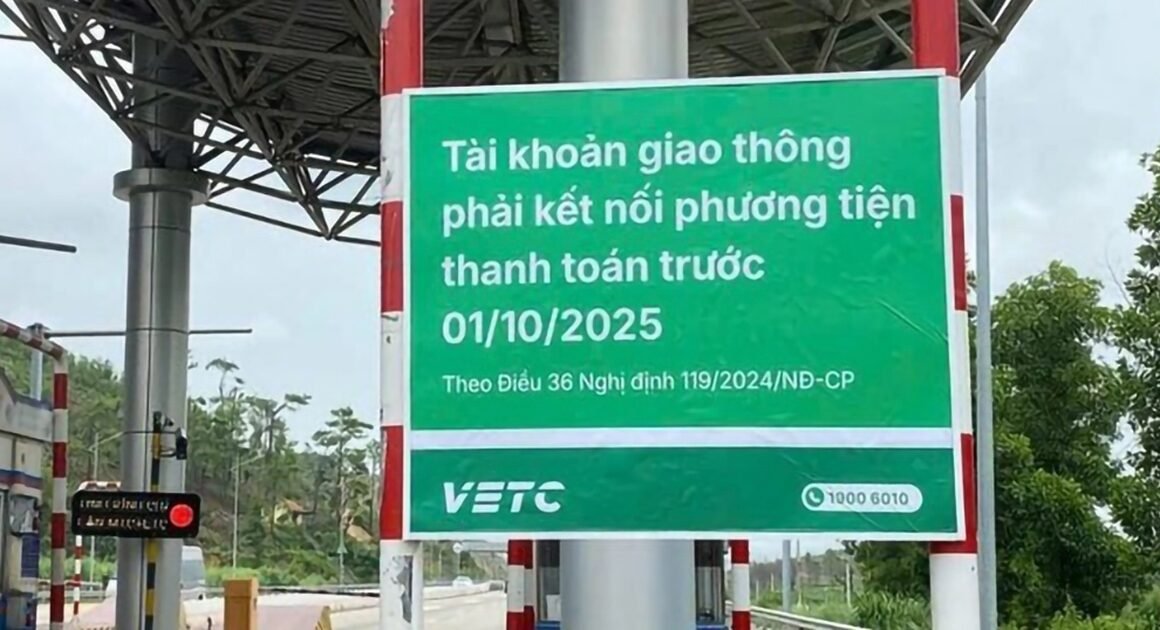 Tài khoản giao thông
phải kết nối phương tiện
thanh toán trước
01/10/2025
Theo Điều 36 Nghị định 119/2024/NĐ-CP
VETC
1900 6010